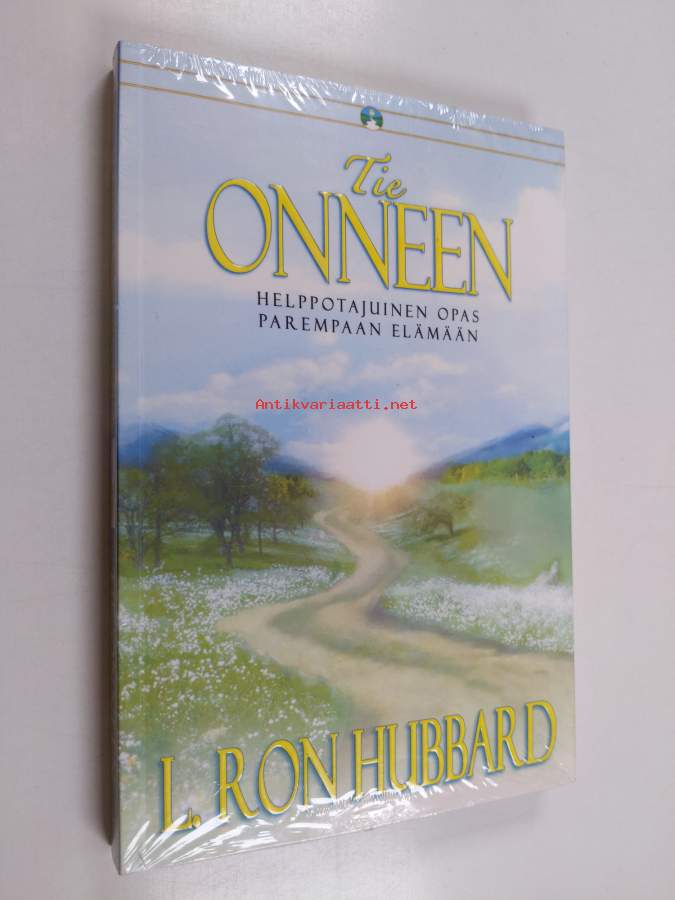 Tie
ONNEEN
HELPPOTAJUINEN OPAS
PAREMPAAN ELÄMÄÄN
Antikvariaatti.net
L. RON HUBBARD